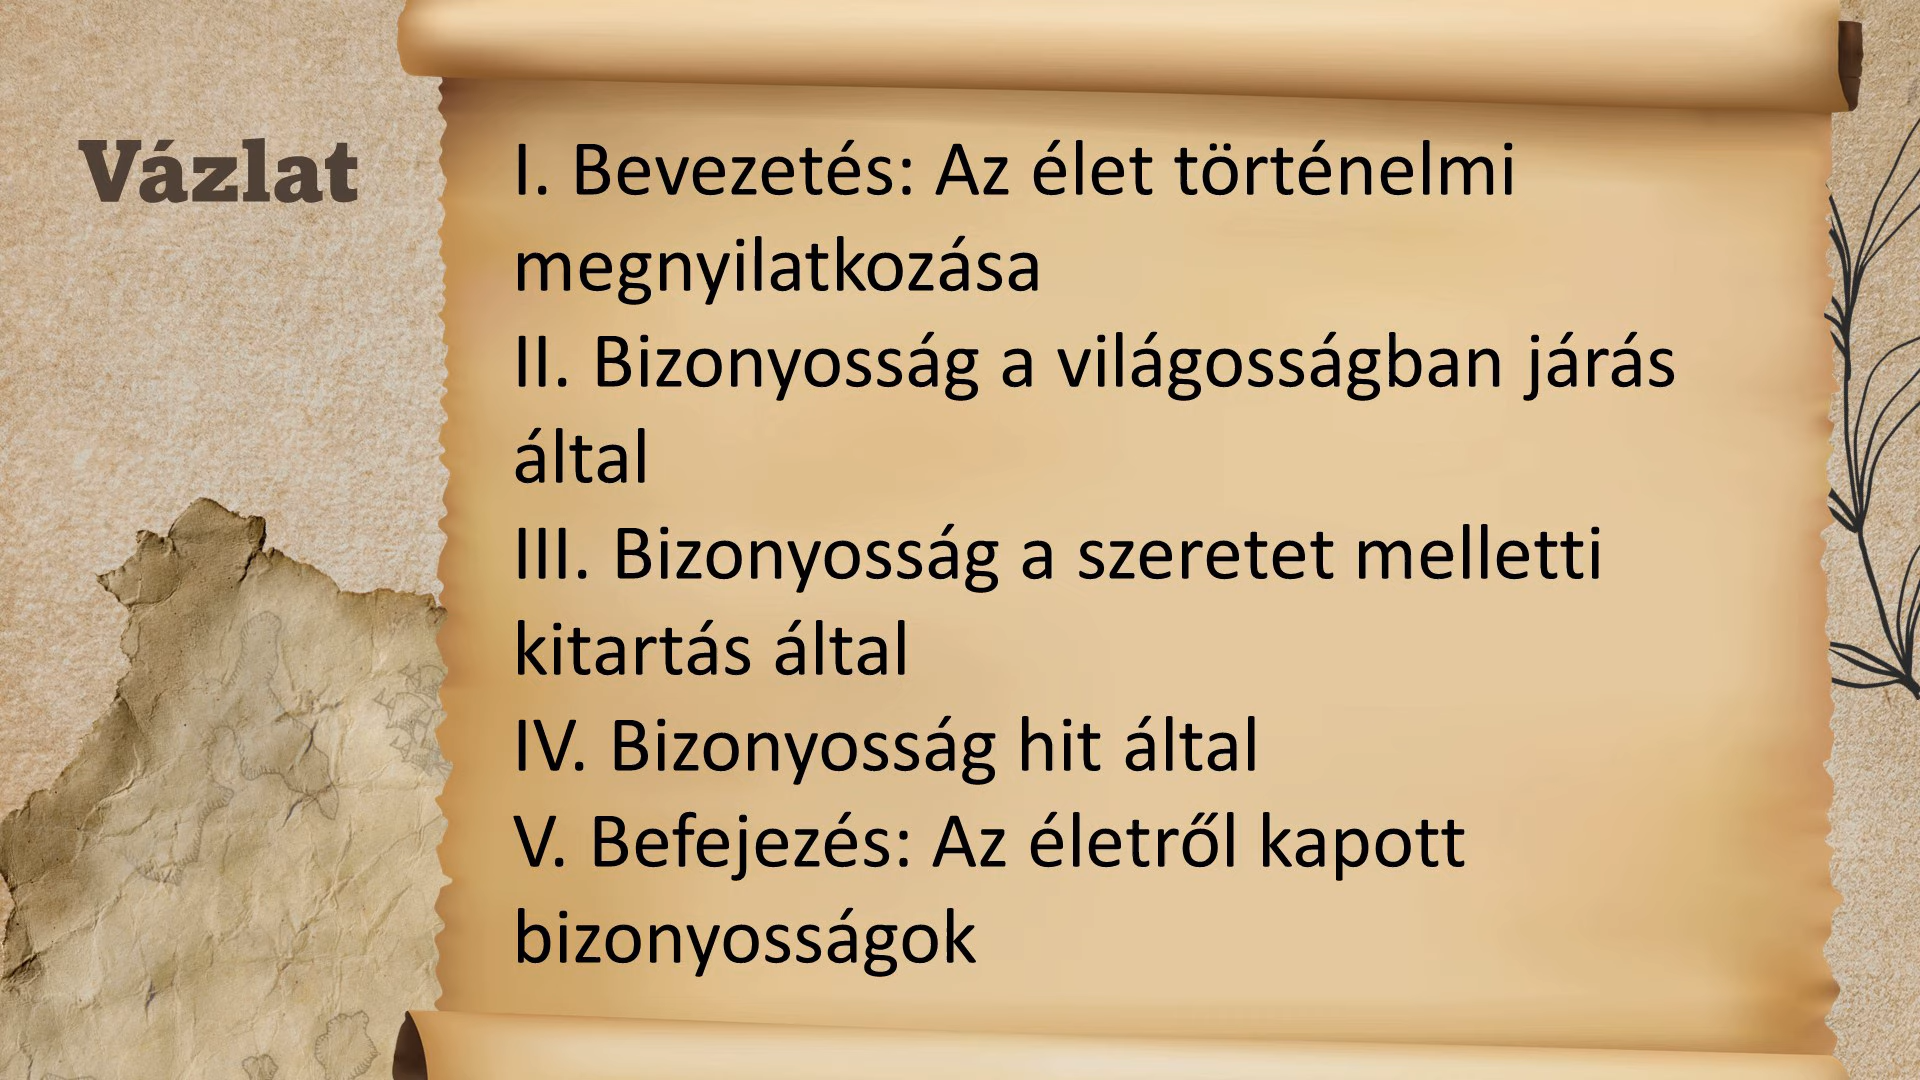 Vázlat
I. Bevezetés: Az élet történelmi
megnyilatkozása
II. Bizonyosság a világosságban járás
által
III. Bizonyosság a szeretet melletti
kitartás által
IV. Bizonyosság hit által
V. Befejezés: Az életről kapott
bizonyosságok